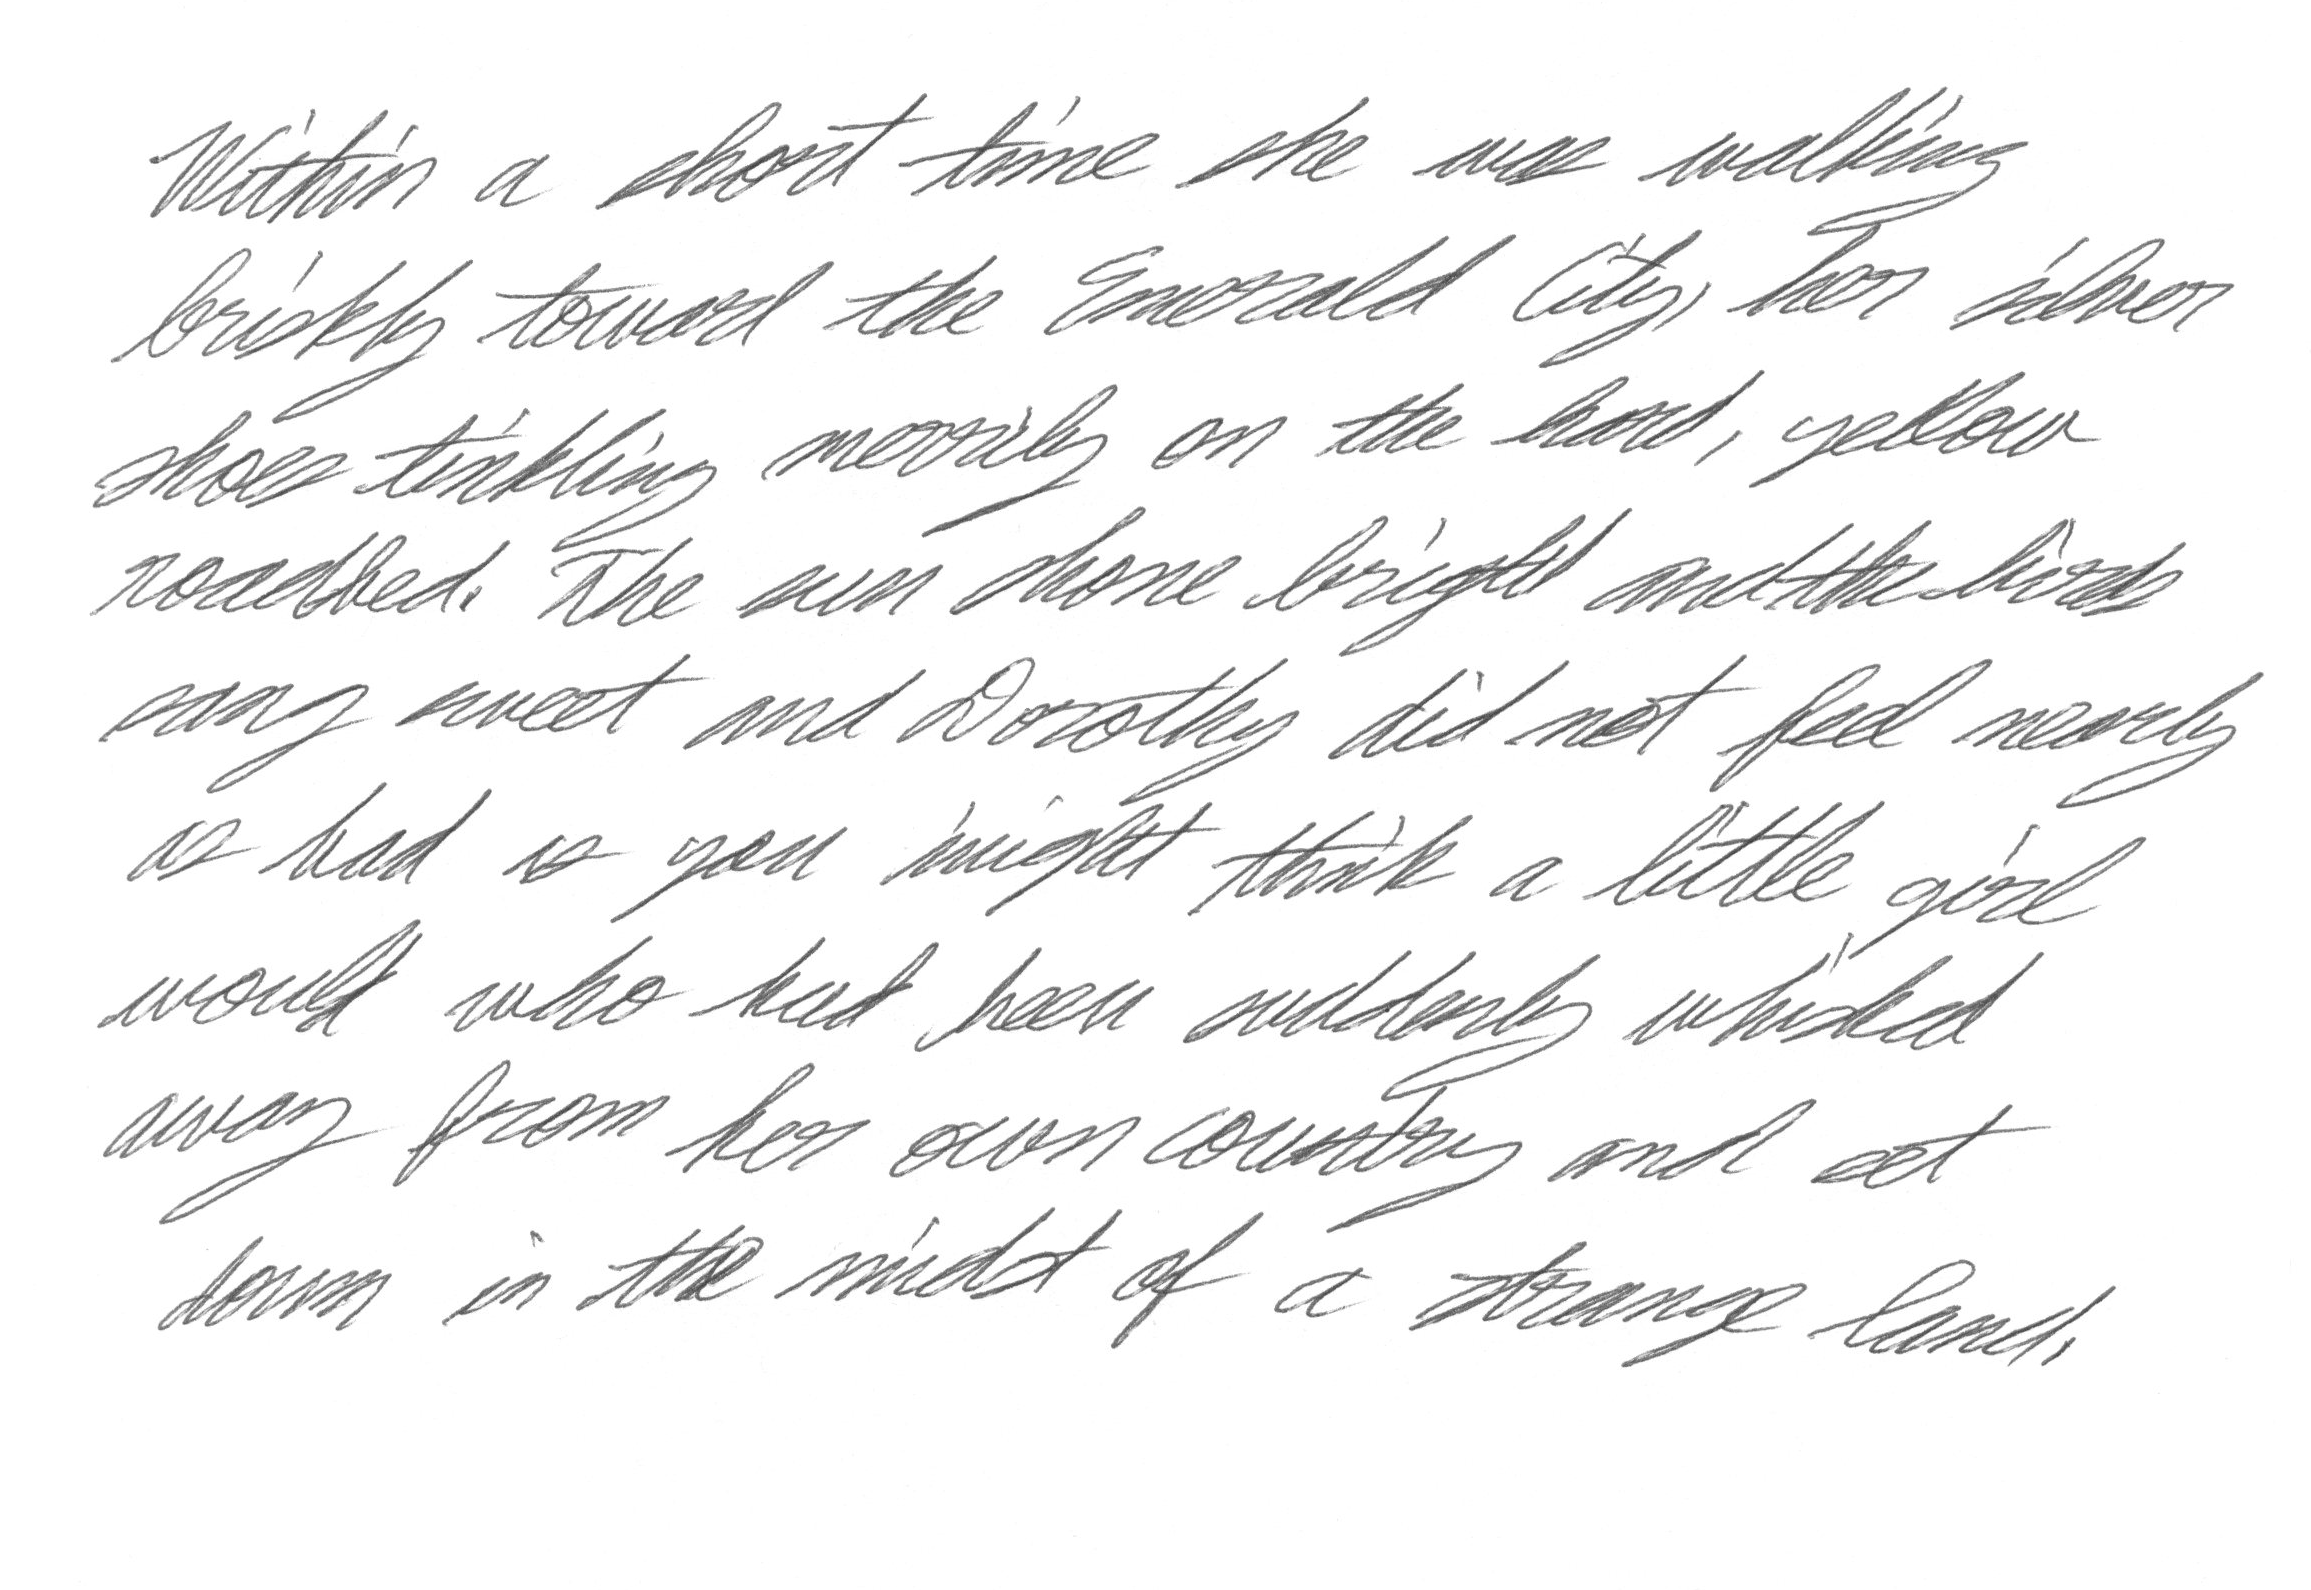 Within a short time she was walking
briskly toward the Emerald City, her silver
shoes tinkling merrily on the hard, yellow
roadbed. The sun shone bright and the birds
sang sweet and Dorothy did not feel nearly
as bad as you might think a little girl
would who had been suddenly whisked
away from her own country and set
down in the midst of a strange land.